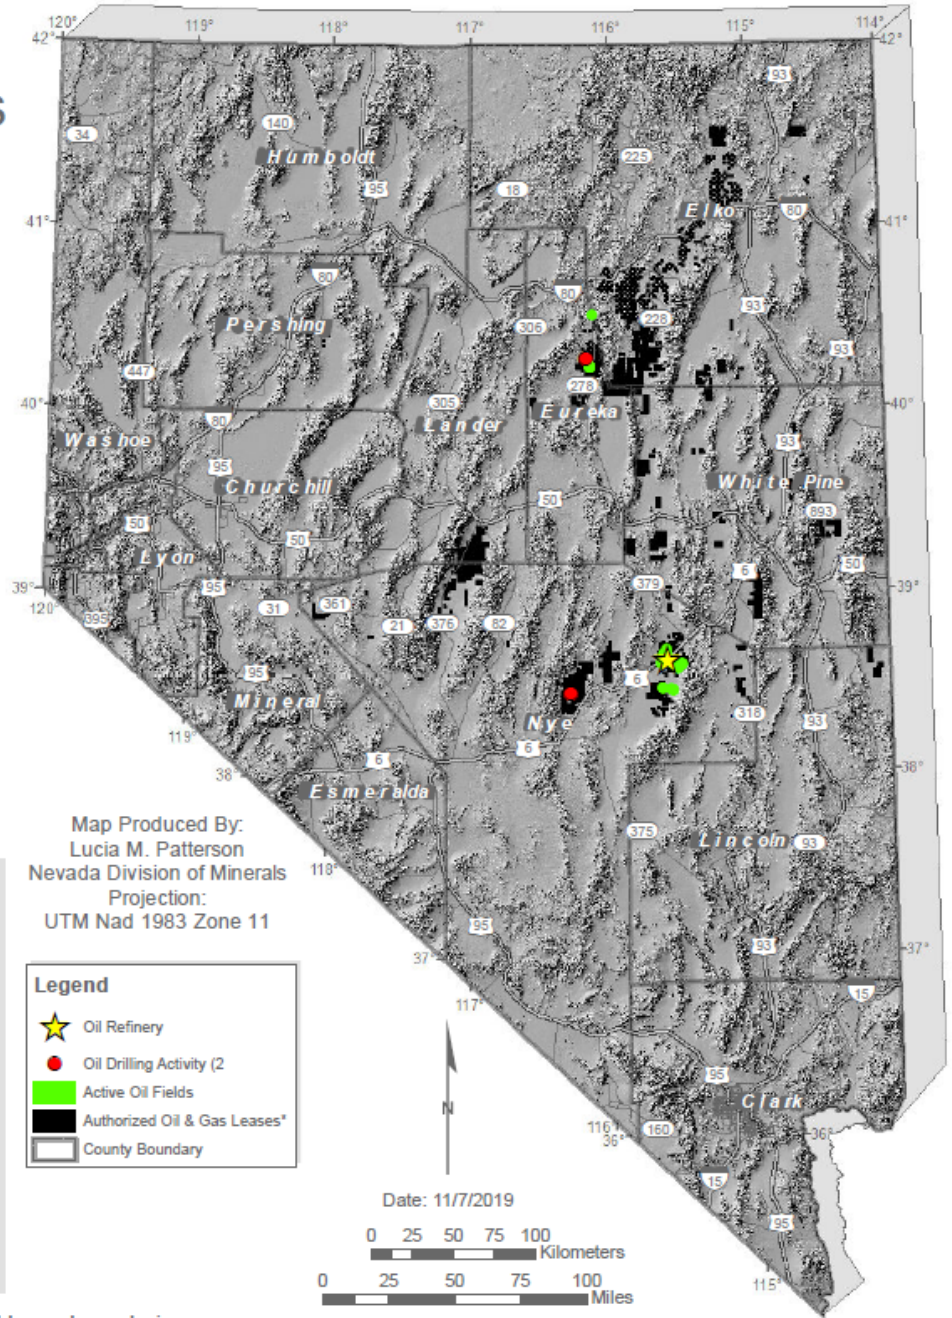 120°
119°
118°
117°
116°
115°
114°
42°
42°
S
93
34
140
Humboldt
225
95
18
Elko
80
41°
41°
80
80
93
Pershing
306
228
93
447
278
40°
305
Eureka
40°
80
Lander
Washoe
93
95
White Pine
Churchill
50
893
50
50
Lyon
6
50
39°
95
379
39°
120°
31
361
395
21
376
82
95
6
Mineral
318
Nye
93
119°
6
6
38°
38°
Esmeralda
375
Lincoln
93
Map Produced By:
Lucia M. Patterson
Nevada Division of Minerals
Projection:
UTM Nad 1983 Zone 11
118°
95
93
37°
37°
15
117°
Legend
Oil Refinery
Oil Drilling Activity (2
Active Oil Fields
Authorized Oil & Gas Leases*
County Boundary
95
Clark
N
116°
36°
160
36°
15
Date: 11/7/2019
95
0 25 50 75 100
Kilometers
0 25 50 75 100
Miles
115°